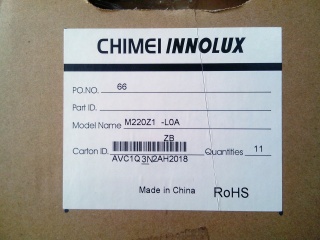 CHIMEI INNOLUX
PO.NO. 66
Part ID.
Model Name M220Z1 -L0A
ZB
Carton ID. Quantities 11
AVC1Q3N2AH2018
Made in China RoHS